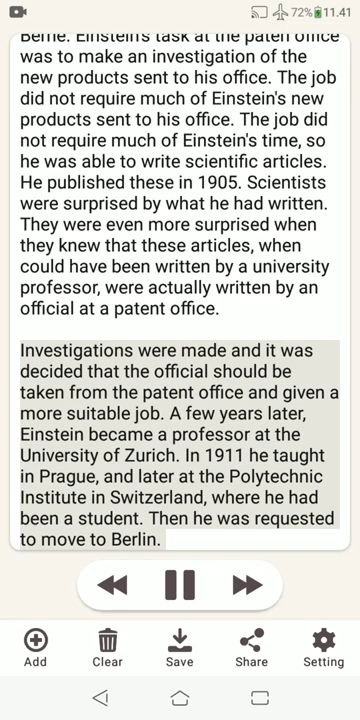 72% 11.41
Berne. Einstein's task at the paten office
was to make an investigation of the
new products sent to his office. The job
did not require much of Einstein's new
products sent to his office. The job did
not require much of Einstein's time, so
he was able to write scientific articles.
He published these in 1905. Scientists
were surprised by what he had written.
They were even more surprised when
they knew that these articles, when
could have been written by a university
professor, were actually written by an
official at a patent office.
Investigations were made and it was
decided that the official should be
taken from the patent office and given a
more suitable job. A few years later,
Einstein became a professor at the
University of Zurich. In 1911 he taught
in Prague, and later at the Polytechnic
Institute in Switzerland, where he had
been a student. Then he was requested
to move to Berlin.
Add Clear Save Share Setting